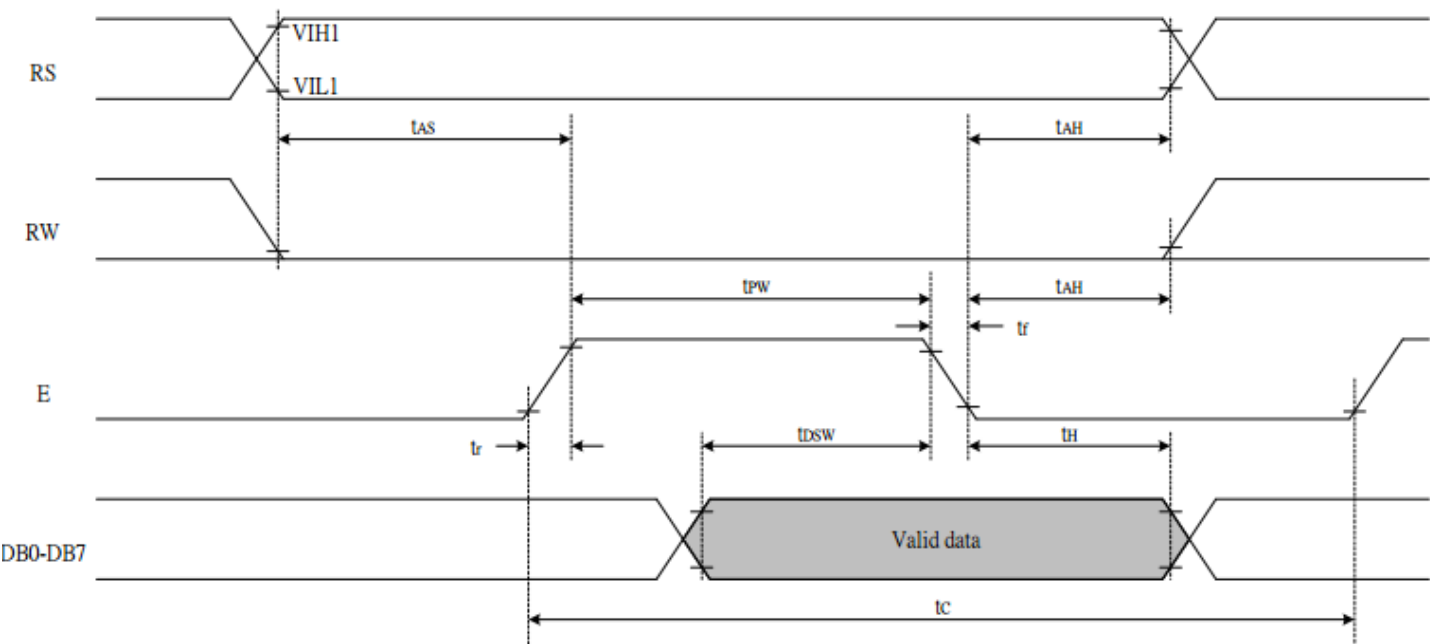 VIH1
RS
VIL1
tAS
tAH
RW
tPW
tAH
tf
E
tr
tDSW
tH
Valid data
DB0-DB7
tC